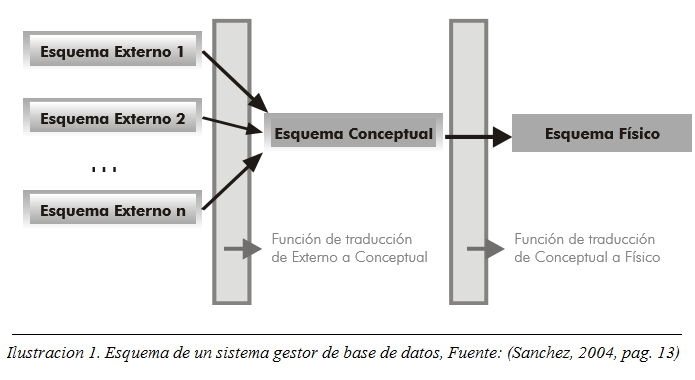 Esquema Externo 1
Esquema Externo 2
...
Esquema Externo n
Esquema Conceptual
Esquema Físico
Función de traducción
de Externo a Conceptual
Función de traducción
de Conceptual a Físico
Ilustracion 1. Esquema de un sistema gestor de base de datos, Fuente: (Sanchez, 2004, pag. 13)